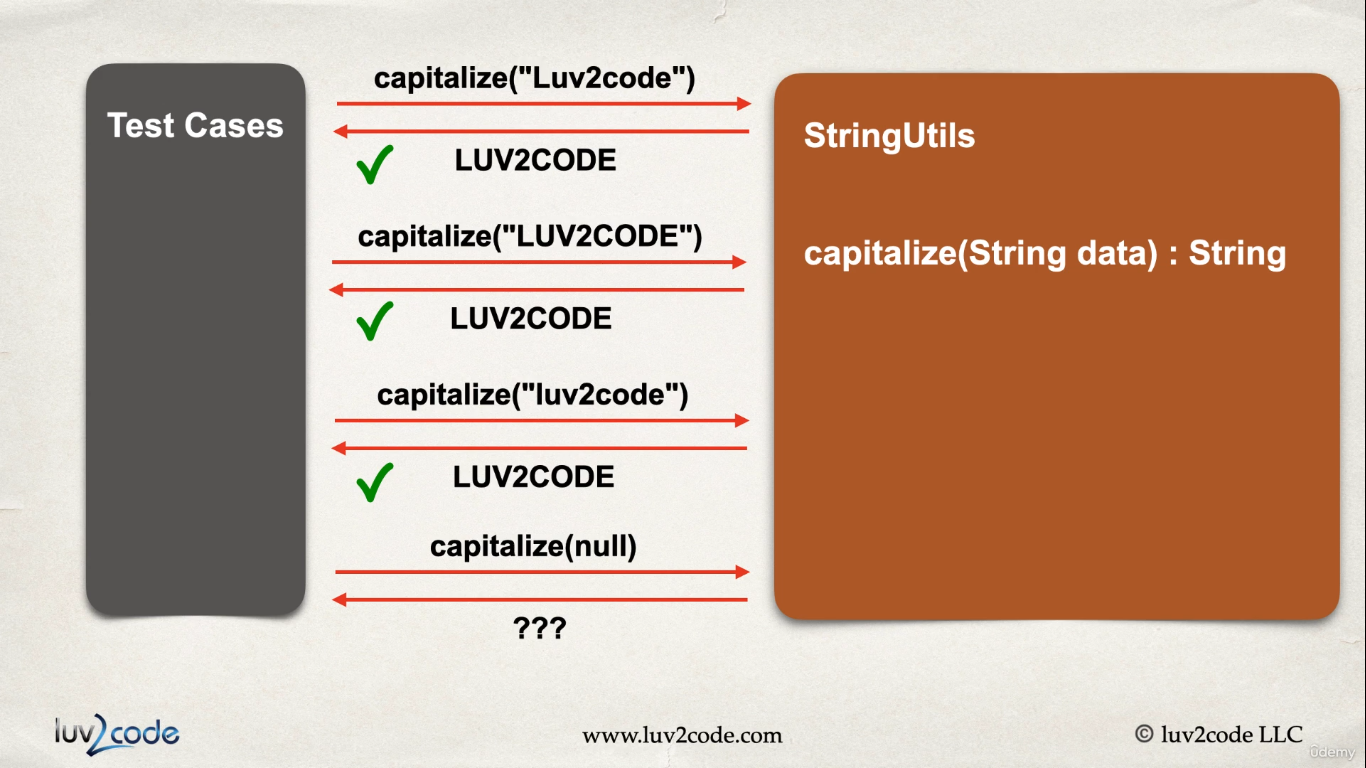 Test Cases
capitalize("Luv2code")
LUV2CODE
capitalize("LUV2CODE")
LUV2CODE
capitalize("luv2code")
LUV2CODE
capitalize(null)
???
StringUtils
capitalize(String data) : String
luv2code
www.luv2code.com
© luv2code LLC
ûdemy